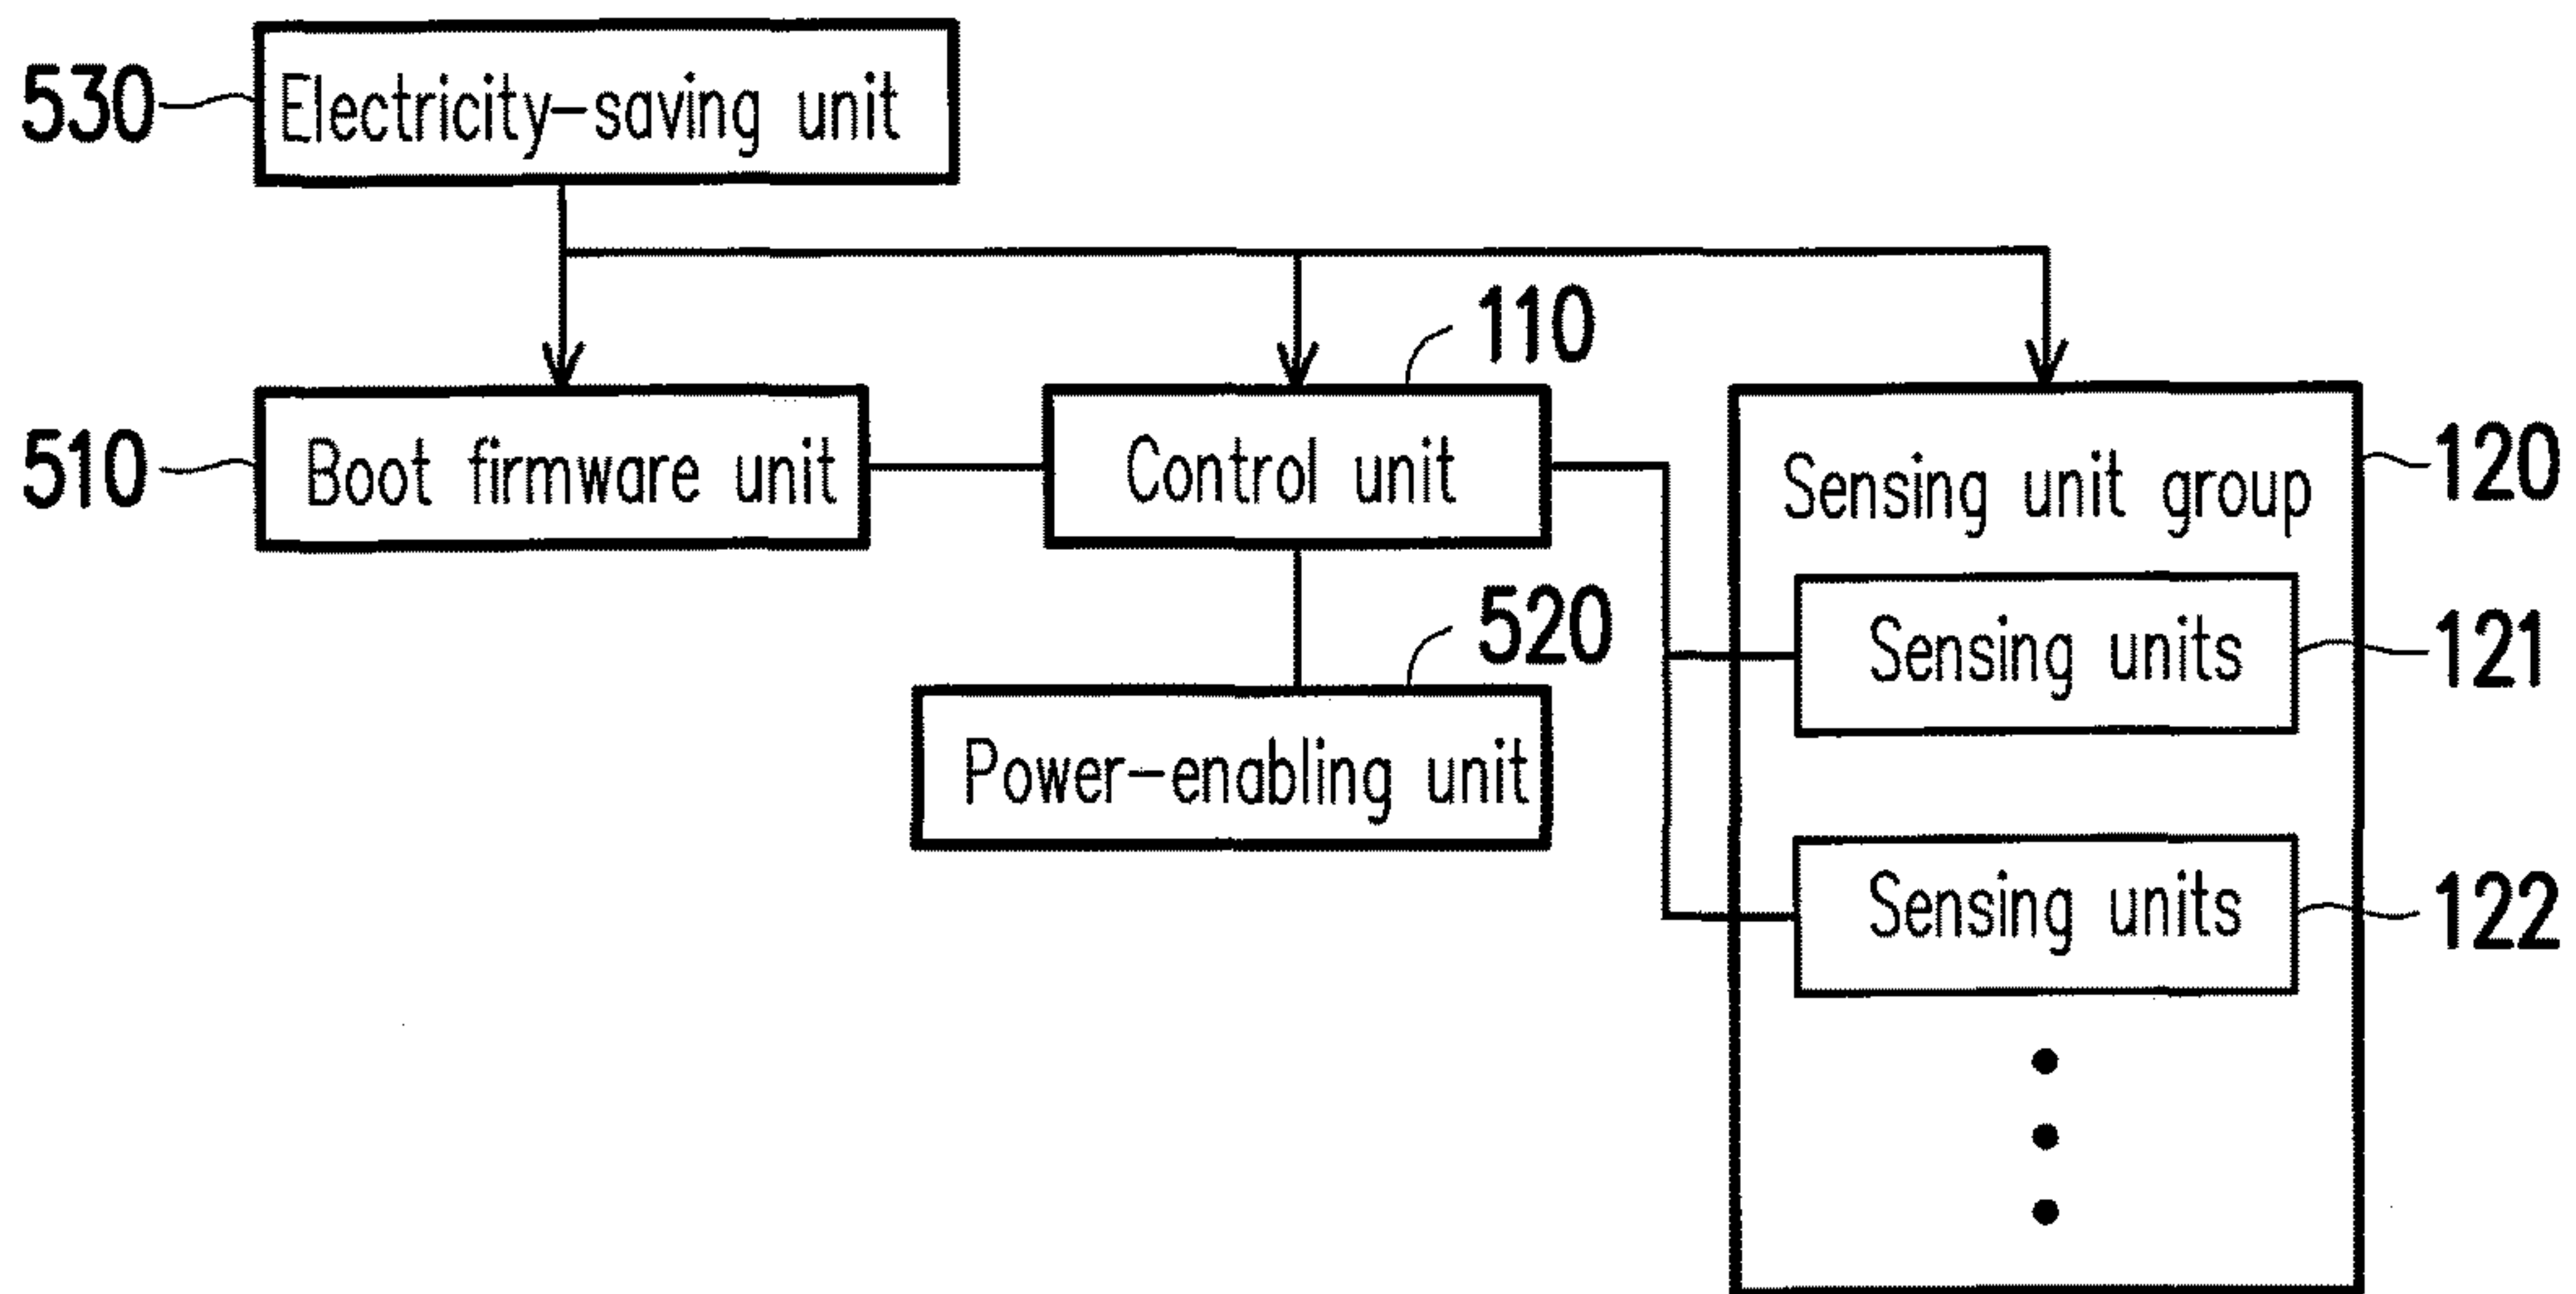 530
Electricity-saving unit
110
510
Boot firmware unit
Control unit
Sensing unit group
120
520
Sensing units
121
Power-enabling unit
Sensing units
122